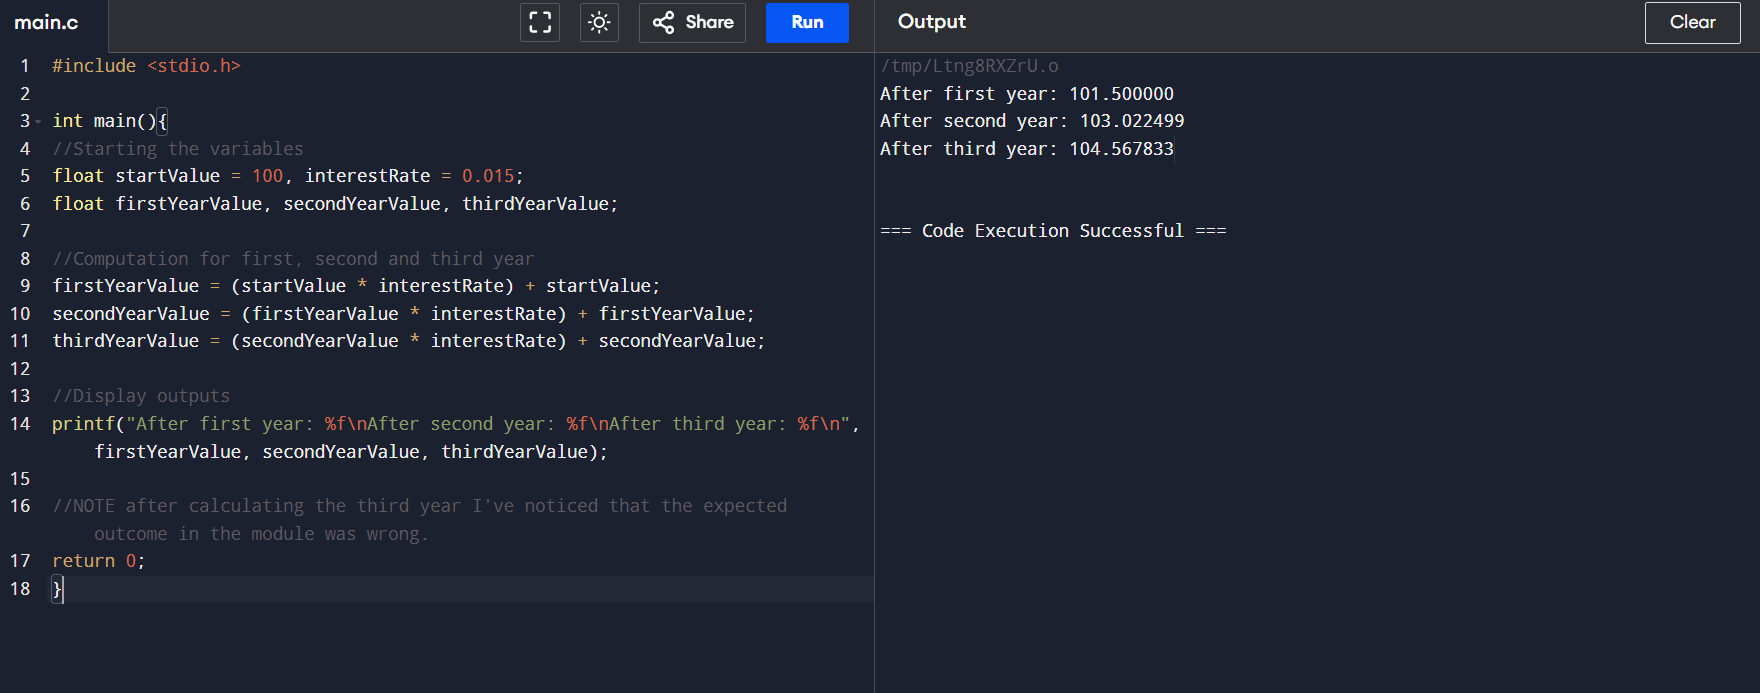 main.c
Share
Run
Output
Clear
1 #include <stdio.h>
2
3 int main(){
4 //Starting the variables
5 float startValue = 100, interestRate = 0.015;
6 float firstYearValue, secondYearValue, thirdYearValue;
7
8 //Computation for first, second and third year
9 firstYearValue = (startValue * interestRate) + startValue;
10 secondYearValue = (firstYearValue * interestRate) + firstYearValue;
11 thirdYearValue = (secondYearValue * interestRate) + secondYearValue;
12
13 //Display outputs
14 printf("After first year: %f\nAfter second year: %f\nAfter third year: %f\n",
firstYearValue, secondYearValue, thirdYearValue);
15
16 //NOTE after calculating the third year I've noticed that the expected
outcome in the module was wrong.
17 return 0;
18 }
/tmp/Ltng8RXZrU.o
After first year: 101.500000
After second year: 103.022499
After third year: 104.567833
=== Code Execution Successful ===